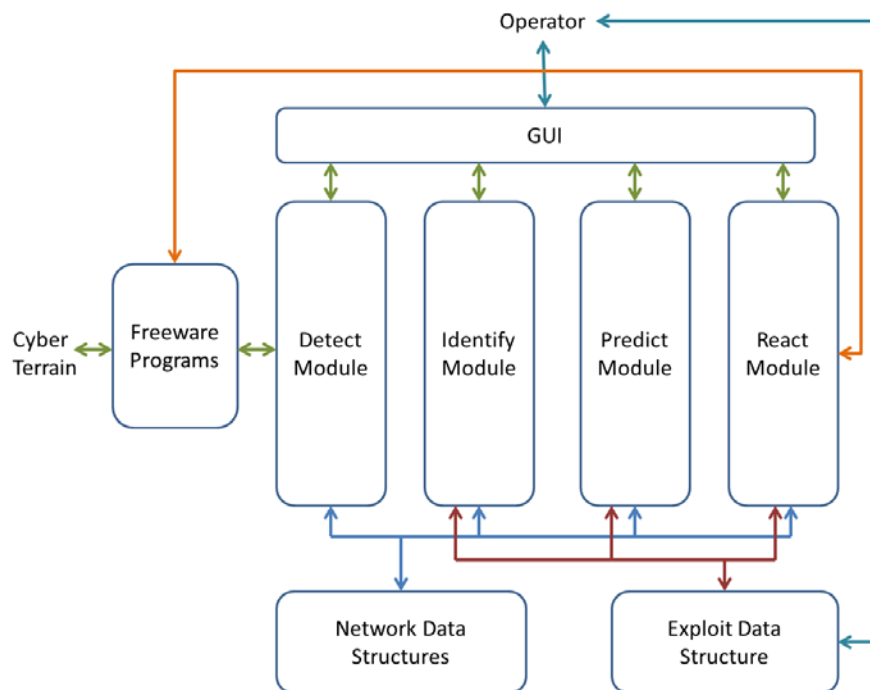 Operator
GUI
Cyber
Terrain
Freeware
Programs
Detect
Module
Identify
Module
Predict
Module
React
Module
Network Data
Structures
Exploit Data
Structure